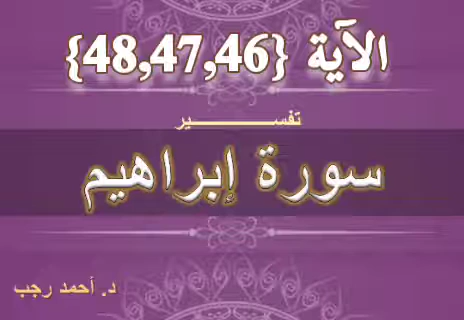 الآية {48,47,46}
تفسير
سورة إبراهيم
د. أحمد رجب